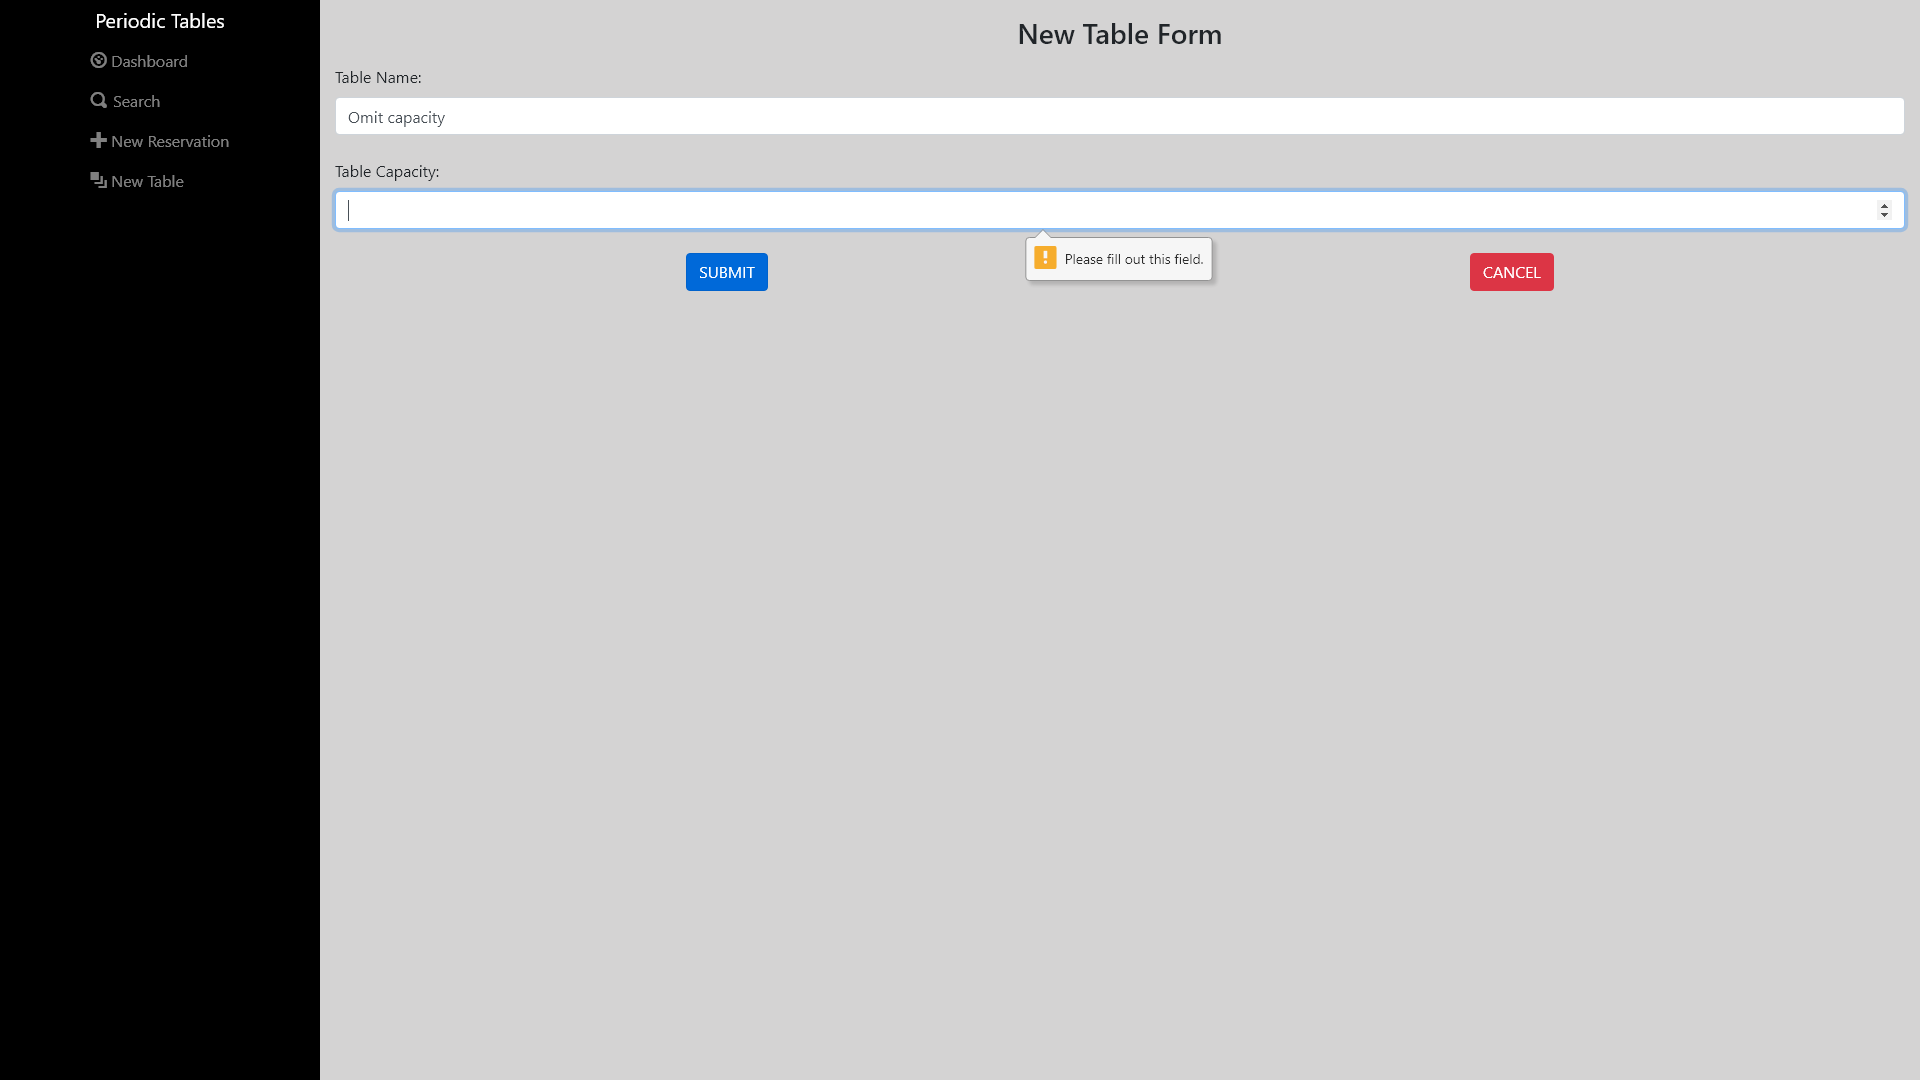 Periodic Tables
Dashboard
Search
New Reservation
New Table
New Table Form
Table Name:
Omit capacity
Table Capacity:
Please fill out this field.
SUBMIT
CANCEL